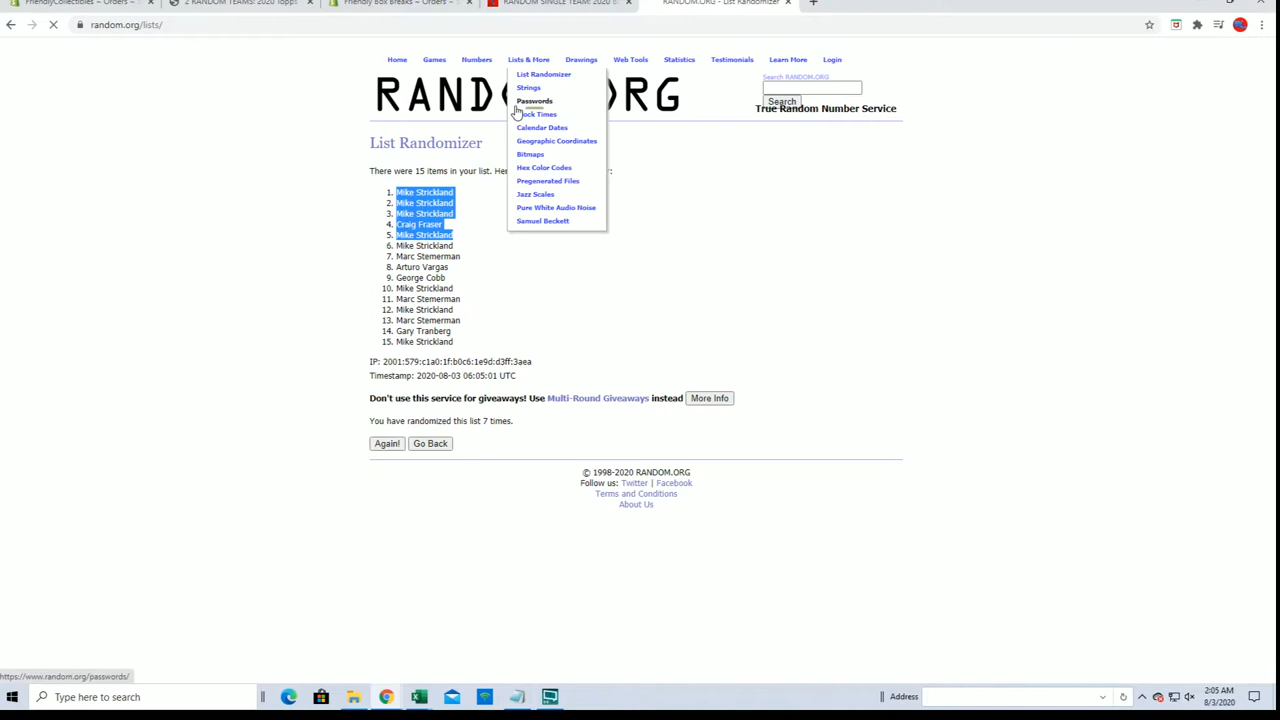 FriendlyCollectibles – Orders – 2 RANDOM TEAMS: 2020 Topps Friendly Box Breaks – Orders – RANDOM SINGLE TEAM: 2020 RANDOM.ORG - List Randomizer
random.org/lists/
Home Games Numbers Lists & More Drawings Web Tools Statistics Testimonials Learn More Login
List Randomizer
Strings
Passwords
Clock Times
Calendar Dates
Geographic Coordinates
Bitmaps
Hex Color Codes
Pregenerated Files
Jazz Scales
Pure White Audio Noise
Samuel Beckett
Search RANDOM.ORG
Search
True Random Number Service
List Randomizer
There were 15 items in your list.
1. Mike Strickland
2. Mike Strickland
3. Mike Strickland
4. Craig Fraser
5. Mike Strickland
6. Mike Strickland
7. Marc Stemerman
8. Arturo Vargas
9. George Cobb
10. Mike Strickland
11. Marc Stemerman
12. Mike Strickland
13. Marc Stemerman
14. Gary Tranberg
15. Mike Strickland
IP: 2001:579:c1a0:1f:b0c6:1e9d:d3ff:3aea
Timestamp: 2020-08-03 06:05:01 UTC
Don't use this service for giveaways! Use Multi-Round Giveaways instead More Info
You have randomized this list 7 times.
Again! Go Back
© 1998-2020 RANDOM.ORG
Follow us: Twitter | Facebook
Terms and Conditions
About Us
https://www.random.org/passwords/
Type here to search
Address
2:05 AM
8/3/2020